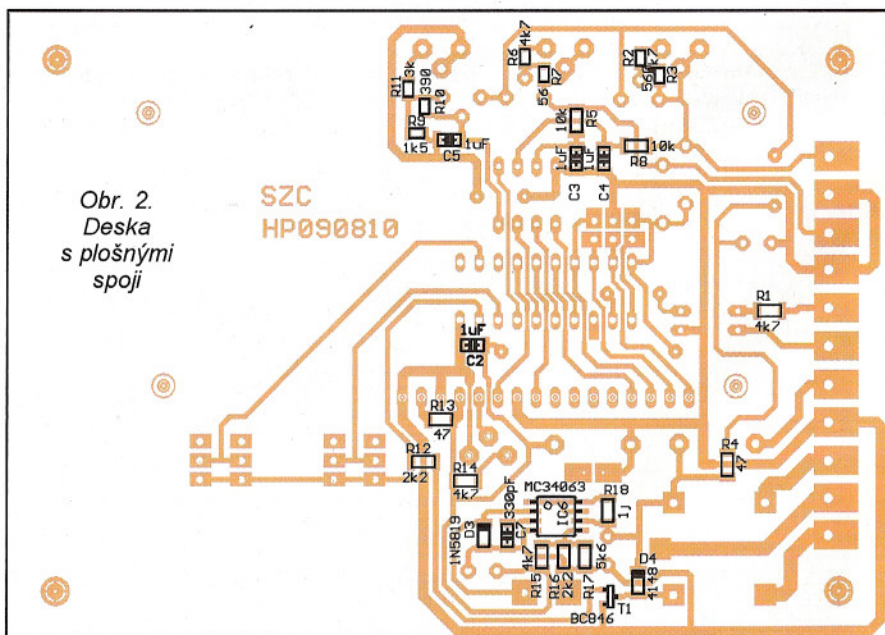 Obr. 2.
Deska
s plošnými
spoji
SZC
HP090810
R11
3k
390
R10
R9
1k5
C5
1uF
R6
4k7
R7
56
R2
4k7
R3
56
10k
R5
10k
R8
1uF
1uF
C3
C4
R1
4k7
1uF
C2
R13
47
R12
2k2
R14
4k7
R4
47
330pF
C7
MC34063
IC6
R18
1j
D3
1N5819
4k7
R15
R16
2k2
R17
5k6
D4
4148
T1
BC846